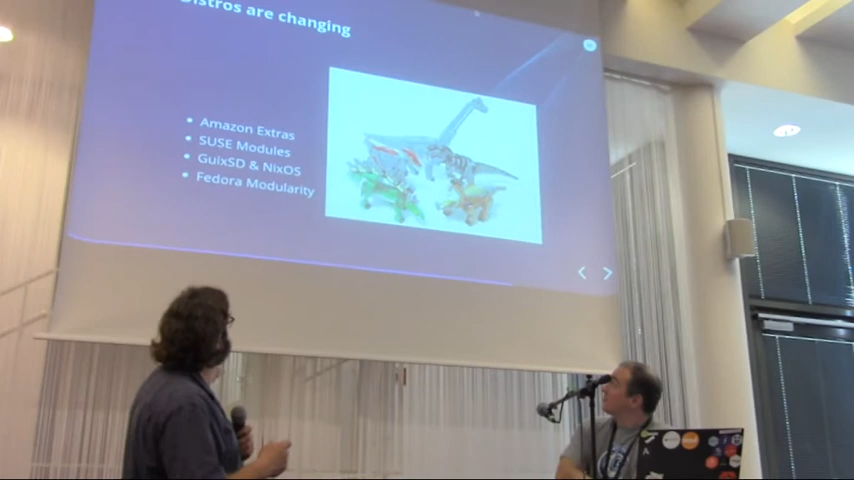 Distros are changing
Amazon Extras
SUSE Modules
GuixSD & NixOS
Fedora Modularity